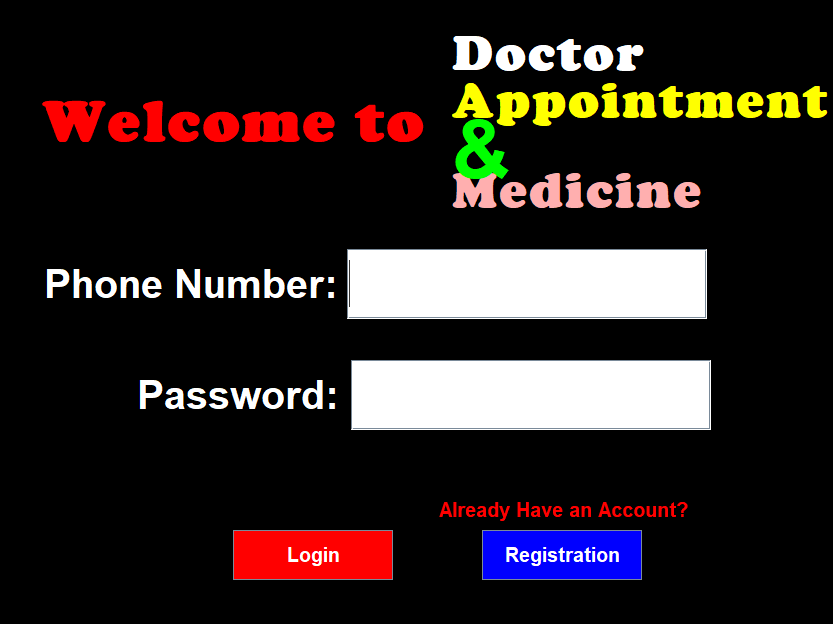 Doctor
Welcome to
Appointment
&
Medicine
Phone Number:
Password:
Already Have an Account?
Login
Registration